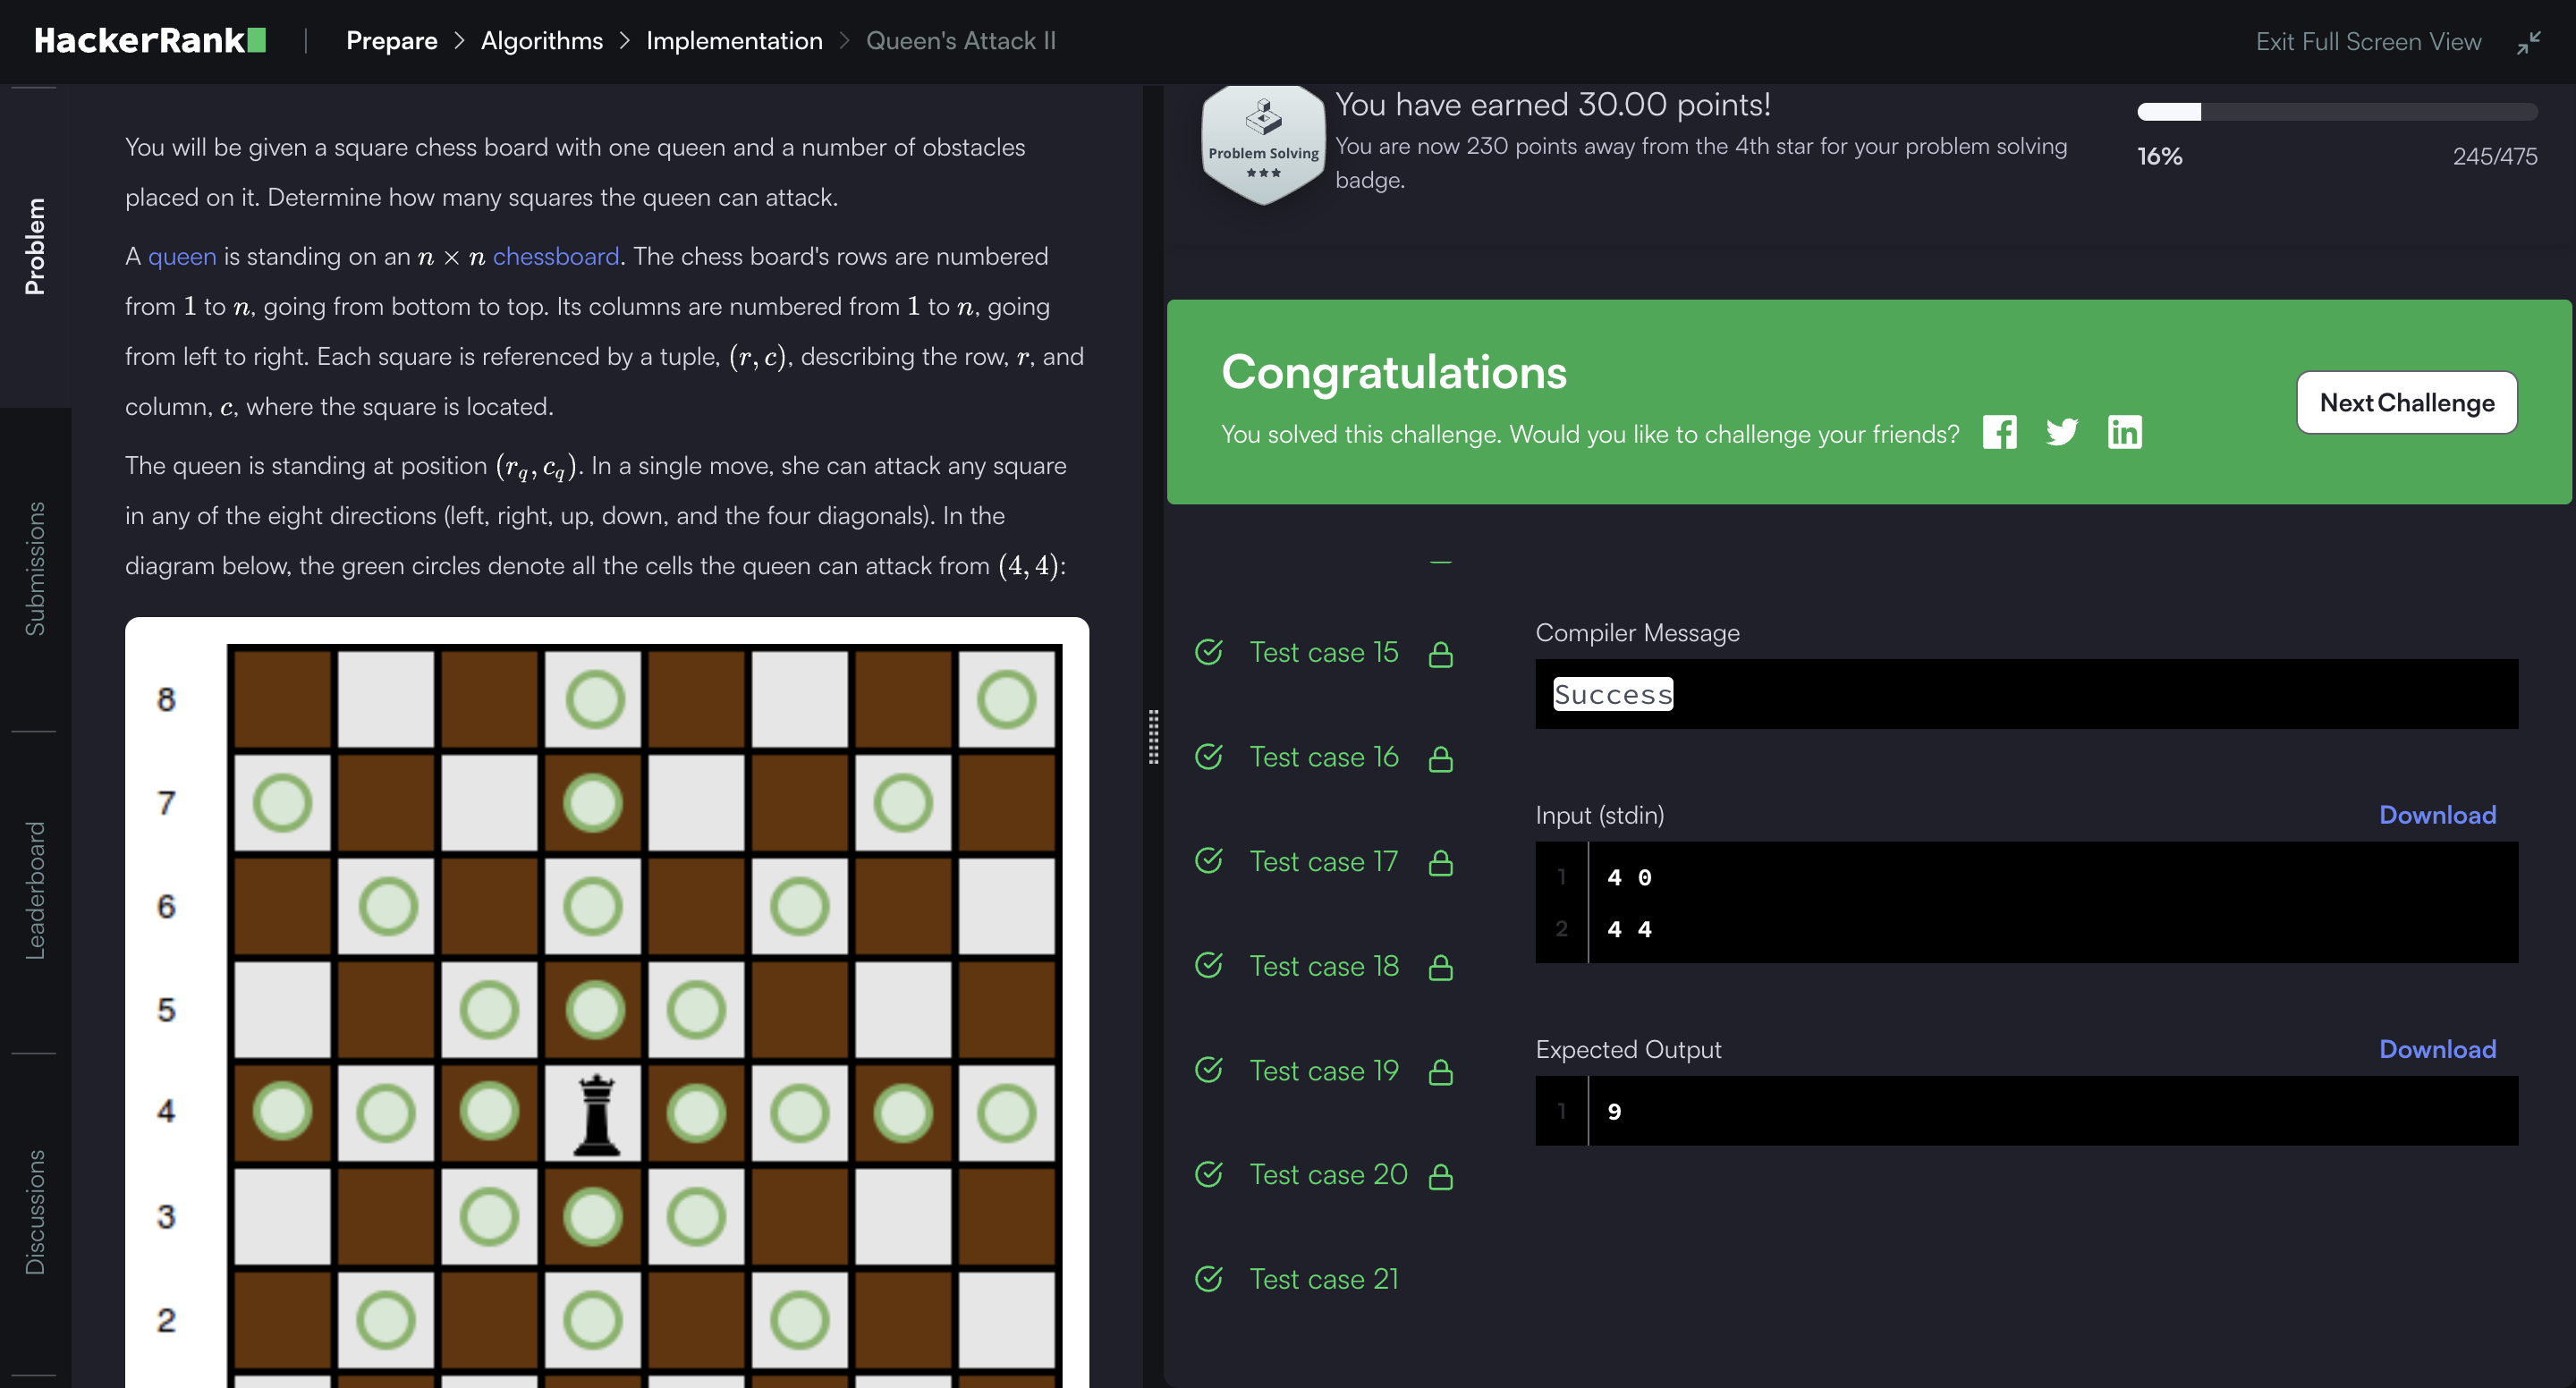 HackerRank | Prepare > Algorithms > Implementation > Queen's Attack II
Exit Full Screen View
Problem
Submissions
Leaderboard
Discussions
You will be given a square chess board with one queen and a number of obstacles
placed on it. Determine how many squares the queen can attack.
A queen is standing on an n × n chessboard. The chess board's rows are numbered
from 1 to n, going from bottom to top. Its columns are numbered from 1 to n, going
from left to right. Each square is referenced by a tuple, (r, c), describing the row, r, and
column, c, where the square is located.
The queen is standing at position (r_q, c_q). In a single move, she can attack any square
in any of the eight directions (left, right, up, down, and the four diagonals). In the
diagram below, the green circles denote all the cells the queen can attack from (4, 4):
8
7
6
5
4
3
2
Problem Solving
★★★
You have earned 30.00 points!
You are now 230 points away from the 4th star for your problem solving
badge.
16%
245/475
Congratulations
You solved this challenge. Would you like to challenge your friends?
Next Challenge
Test case 15
Test case 16
Test case 17
Test case 18
Test case 19
Test case 20
Test case 21
Compiler Message
Success
Input (stdin)
Download
1 4 0
2 4 4
Expected Output
Download
1 9